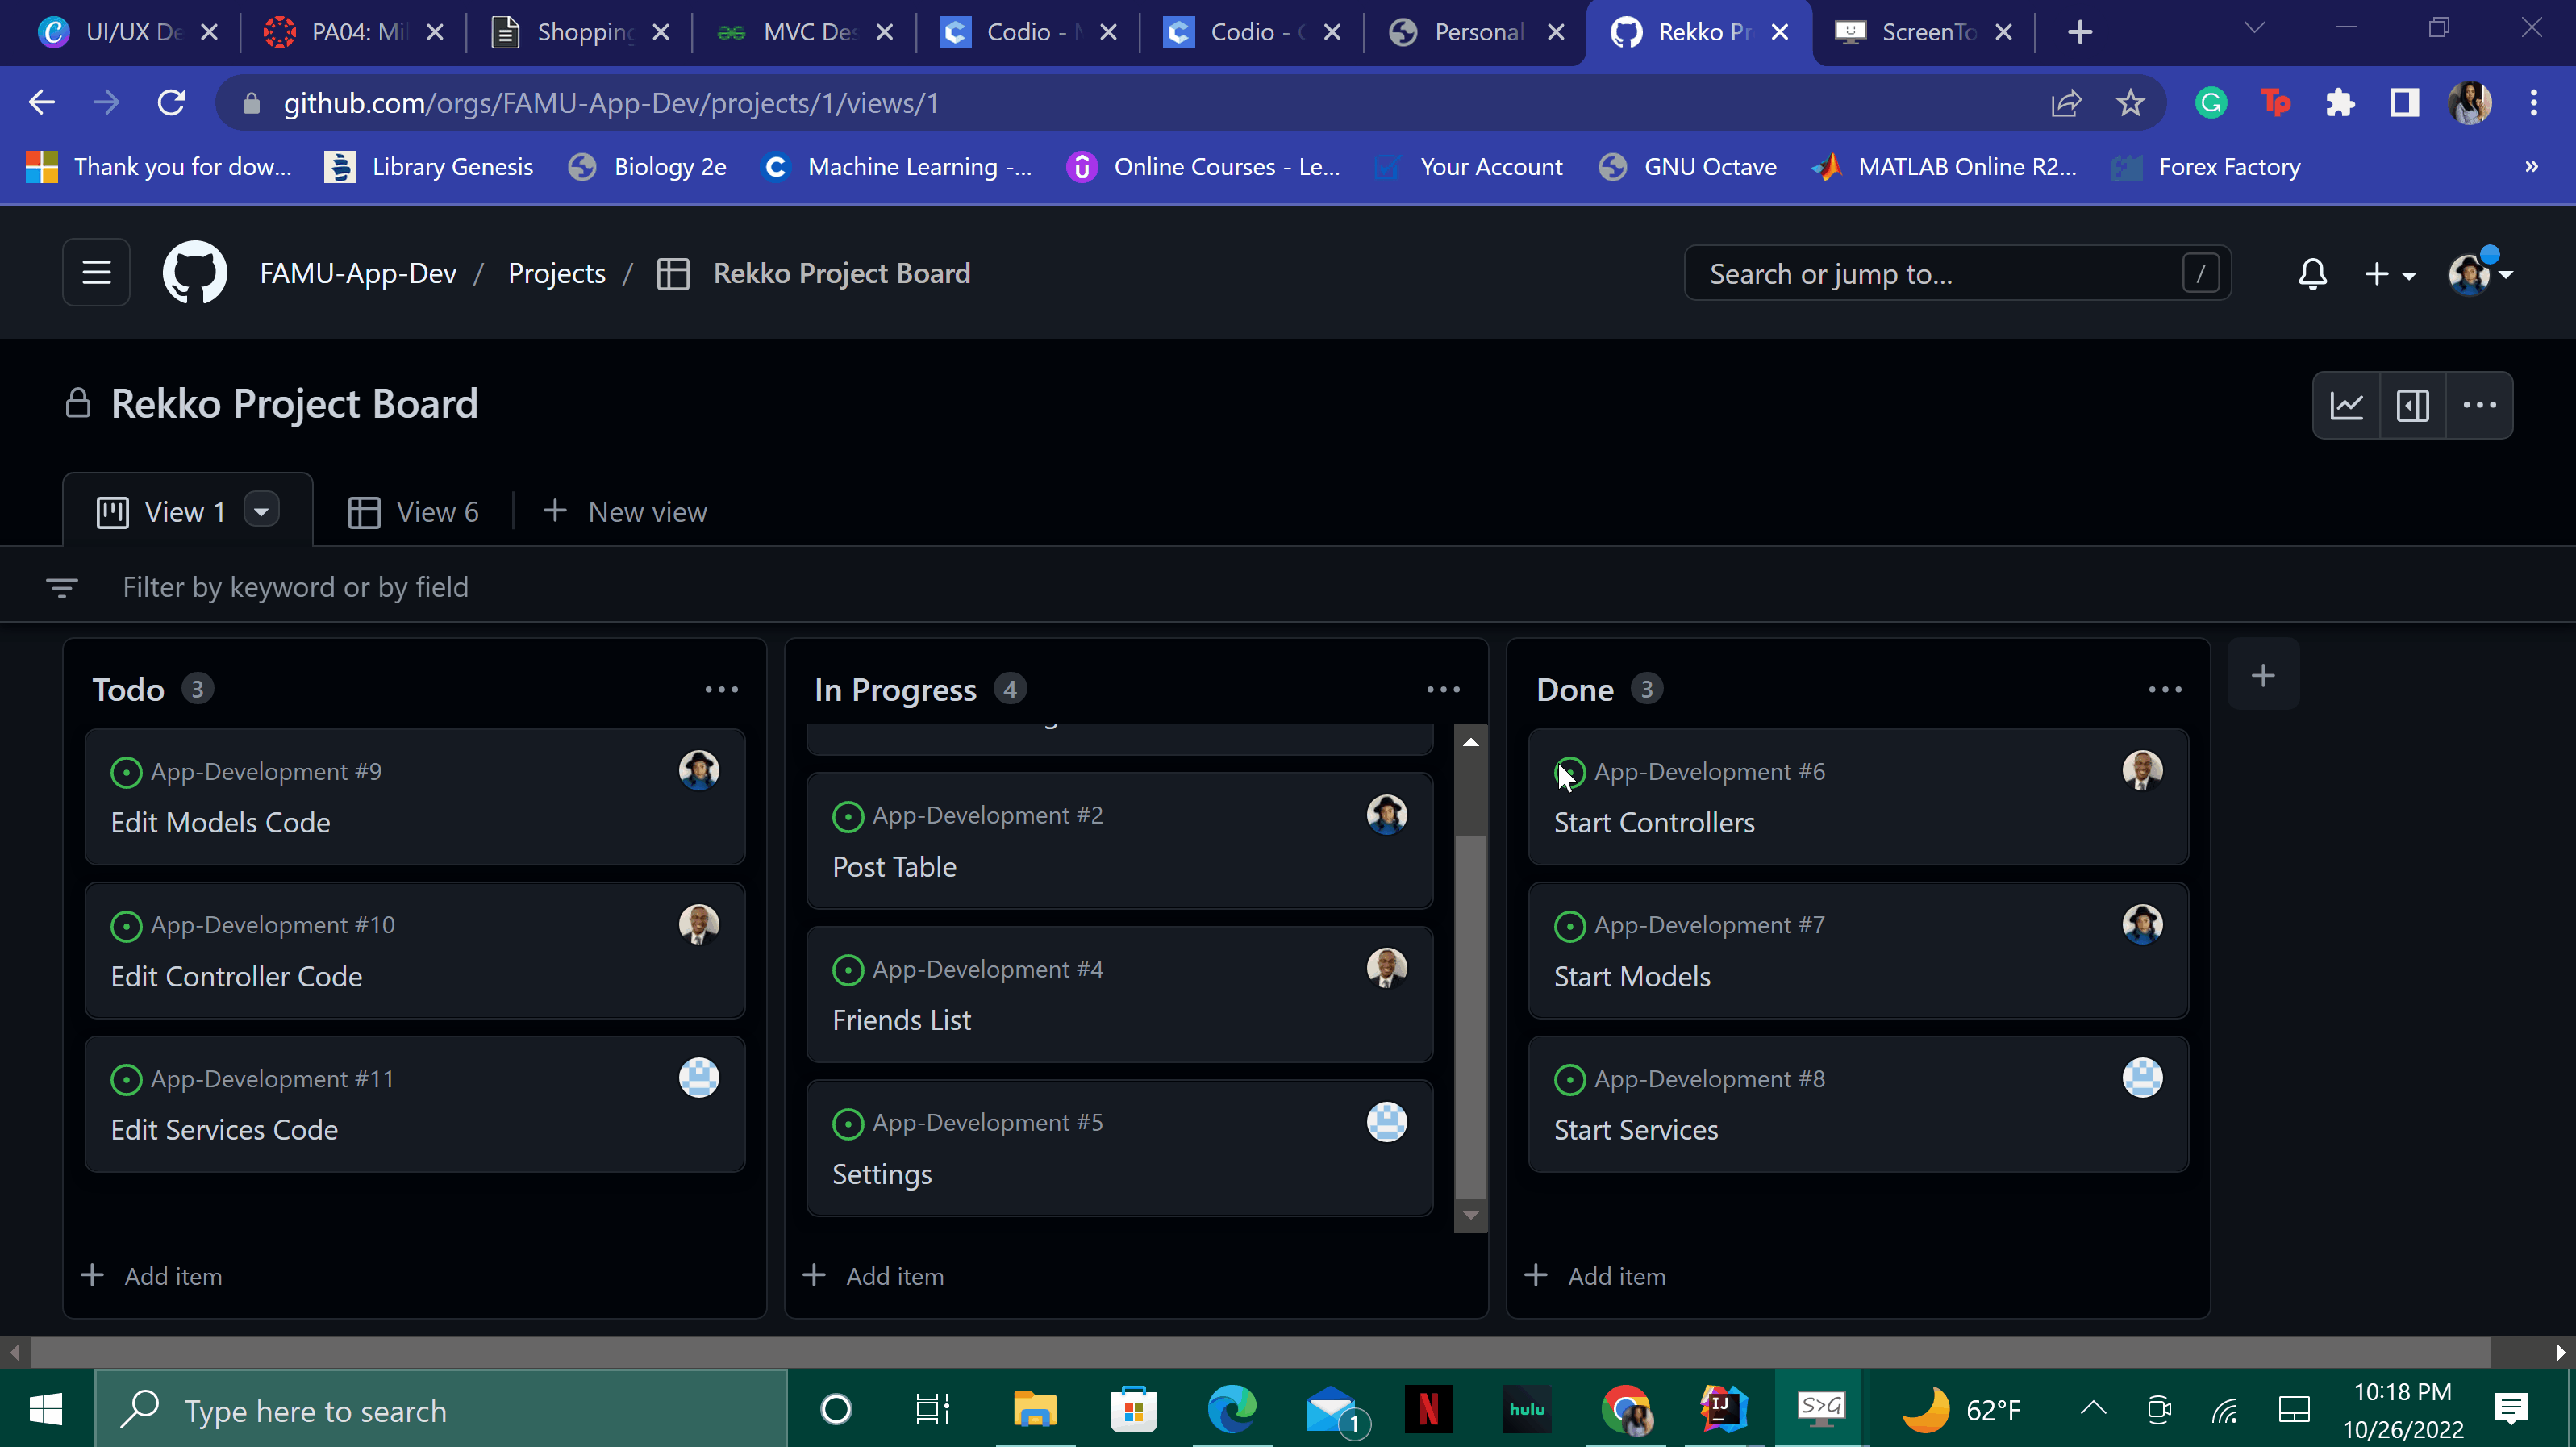 UI/UX De
PA04: Mi
Shopping
MVC Des
Codio -
Codio -
Personal
Rekko Pr
ScreenTo
github.com/orgs/FAMU-App-Dev/projects/1/views/1
Thank you for dow...
Library Genesis
Biology 2e
Machine Learning -...
Online Courses - Le...
Your Account
GNU Octave
MATLAB Online R2...
Forex Factory
»
FAMU-App-Dev / Projects / Rekko Project Board
Search or jump to... /
Rekko Project Board
View 1
View 6
+ New view
Filter by keyword or by field
Todo 3
App-Development #9
Edit Models Code
App-Development #10
Edit Controller Code
App-Development #11
Edit Services Code
+ Add item
In Progress 4
App-Development #2
Post Table
App-Development #4
Friends List
App-Development #5
Settings
+ Add item
Done 3
App-Development #6
Start Controllers
App-Development #7
Start Models
App-Development #8
Start Services
+ Add item
Type here to search
1
N
hulu
IJ
S>G
62°F
10:18 PM
10/26/2022